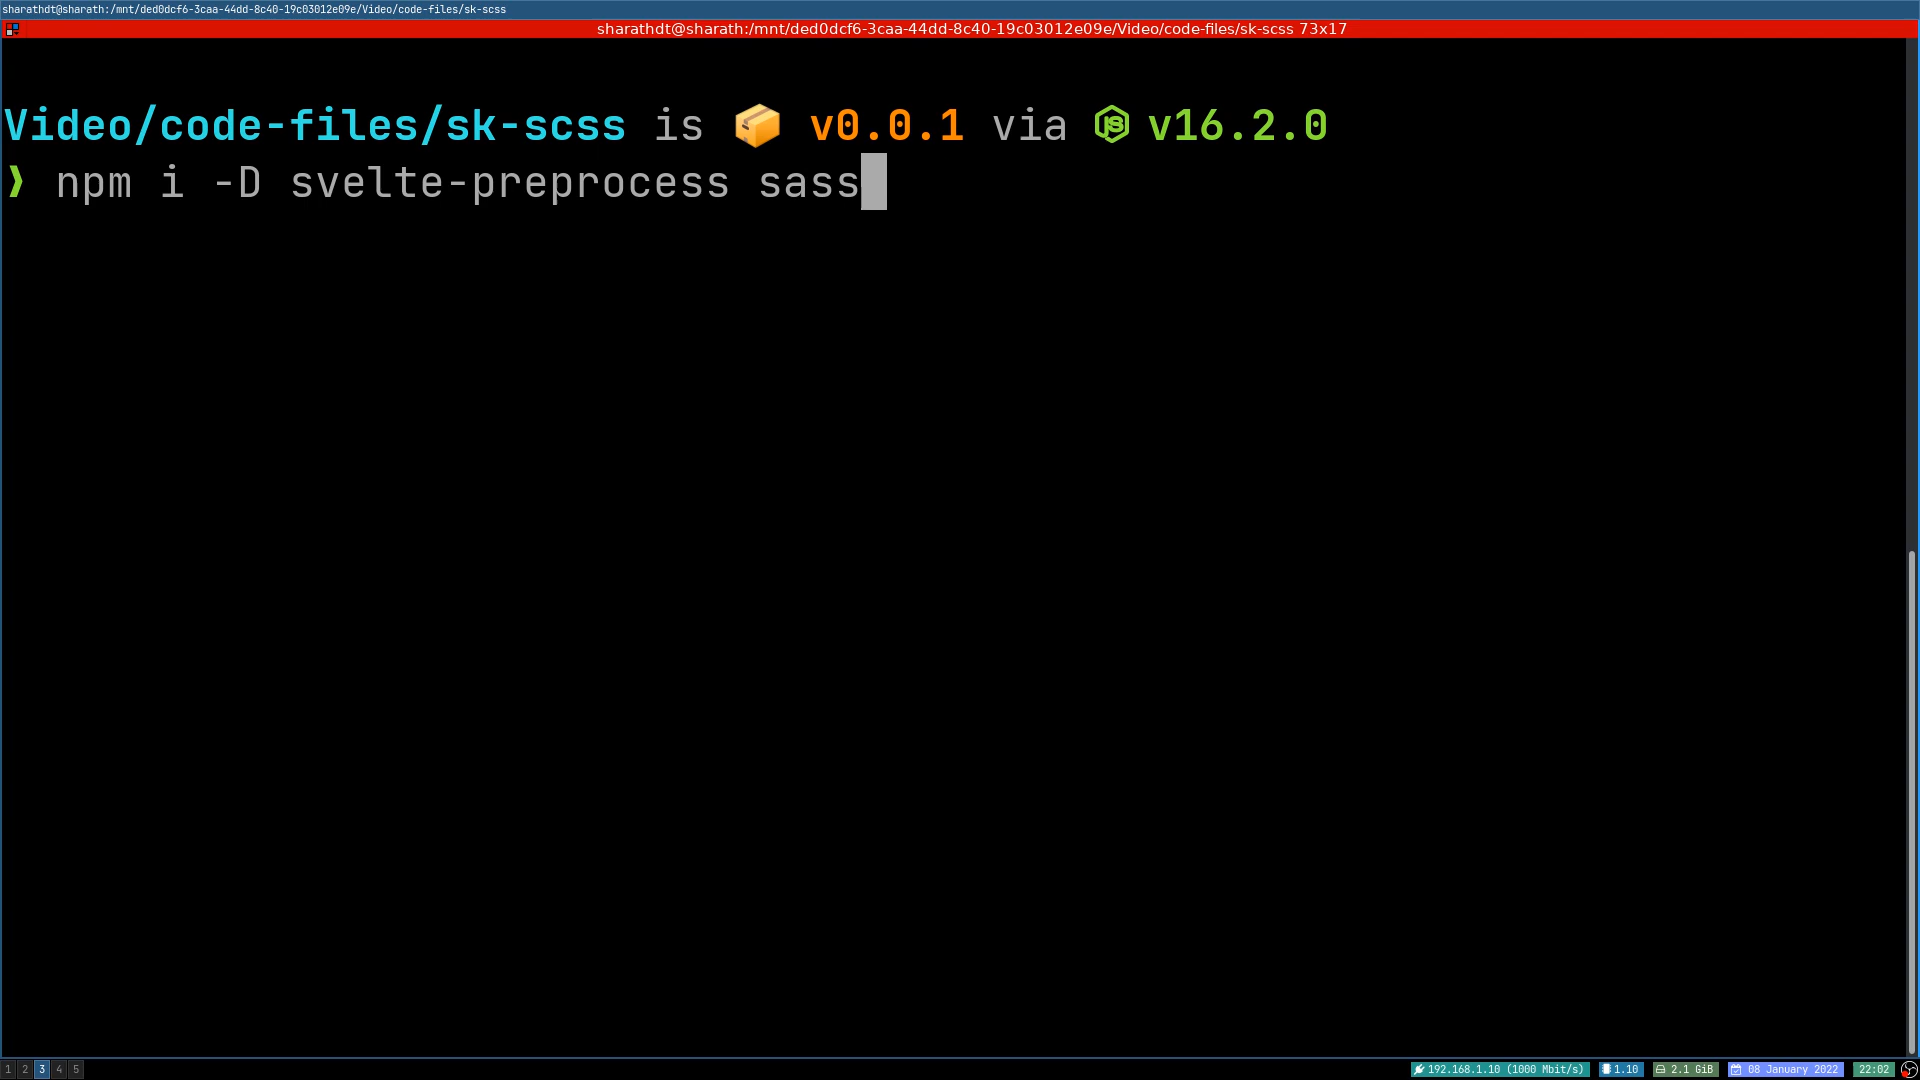 sharathdt@sharath:/mnt/ded0dcf6-3caa-44dd-8c40-19c03012e09e/Video/code-files/sk-scss
sharathdt@sharath:/mnt/ded0dcf6-3caa-44dd-8c40-19c03012e09e/Video/code-files/sk-scss 73x17
Video/code-files/sk-scss is 📦 v0.0.1 via v16.2.0
❯ npm i -D svelte-preprocess sass
1 2 3 4 5 192.168.1.10 (1000 Mbit/s) 1.10 2.1 GiB 08 January 2022 22:02